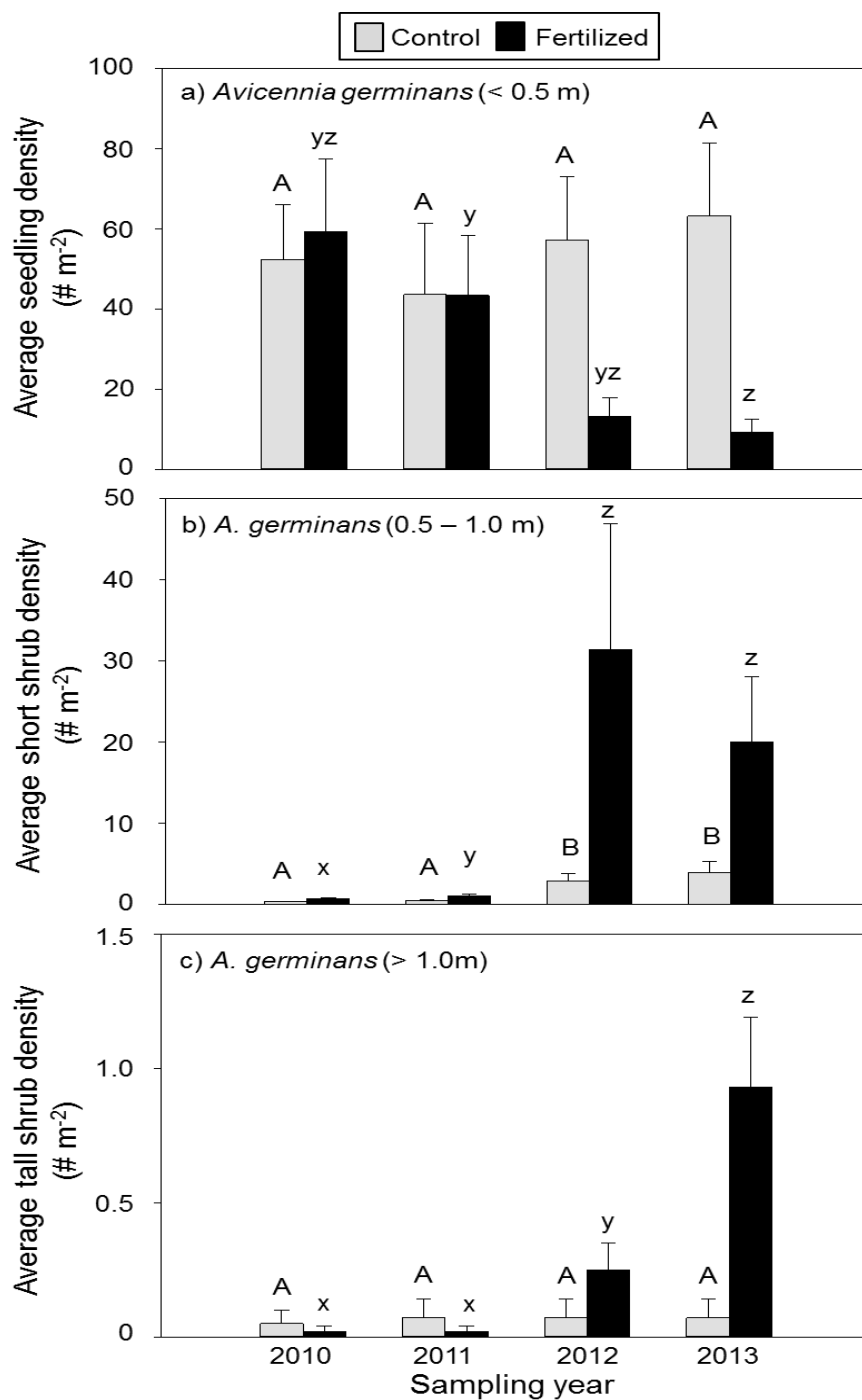 Control Fertilized
Average seedling density
(# m-2)
100
80
60
40
20
0
a) Avicennia germinans (< 0.5 m)
A yz A y A yz A z
Average short shrub density
(# m-2)
50
40
30
20
10
0
b) A. germinans (0.5 – 1.0 m)
A x A y B z B z
Average tall shrub density
(# m-2)
1.5
1.0
0.5
0
c) A. germinans (> 1.0m)
A x A x A y A z
2010 2011 2012 2013
Sampling year